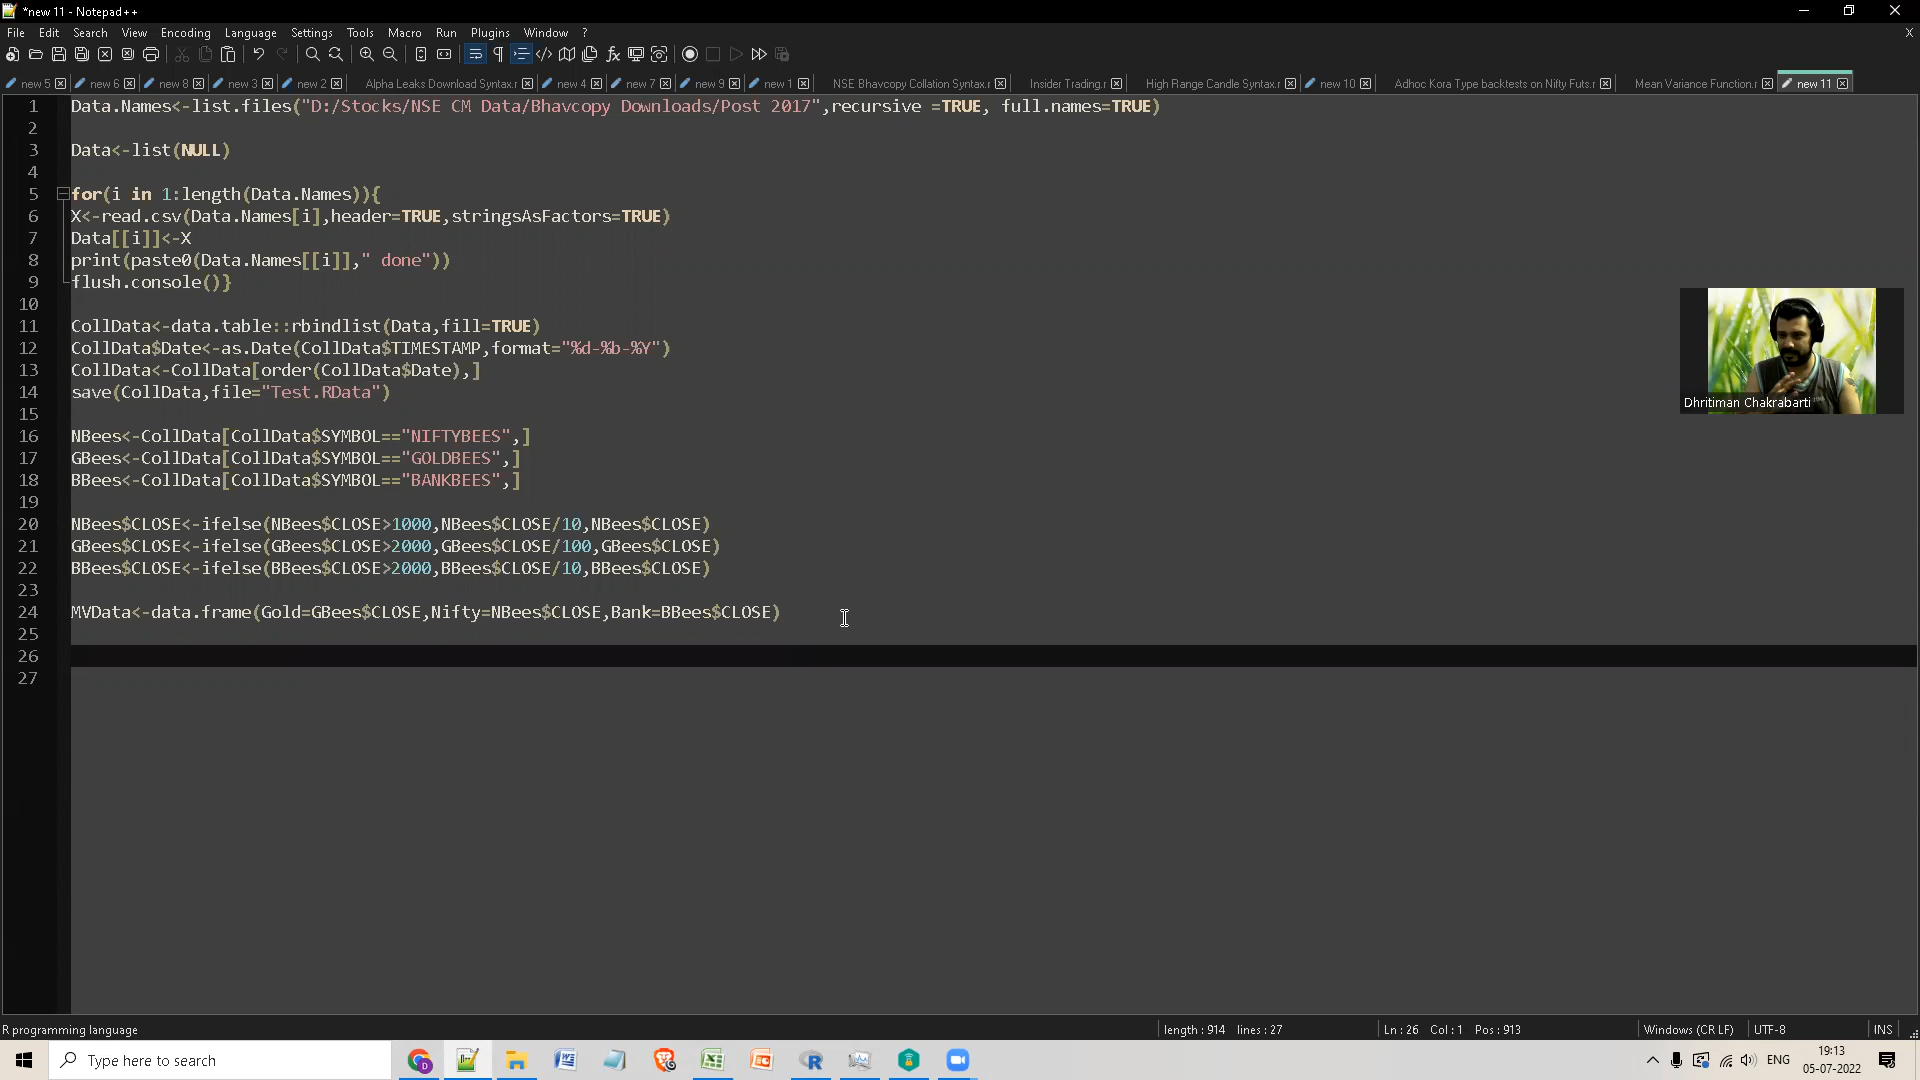 *new 11 - Notepad++
File Edit Search View Encoding Language Settings Tools Macro Run Plugins Window ? X
new 5 new 6 new 8 new 3 new 2 Alpha Leaks Download Syntax.r new 4 new 7 new 9 new 1 NSE Bhavcopy Collation Syntax.r Insider Trading.r High Range Candle Syntax.r new 10 Adhoc Kora Type backtests on Nifty Futs.r Mean Variance Function.r new 11
1 Data.Names<-list.files("D:/Stocks/NSE CM Data/Bhavcopy Downloads/Post 2017",recursive =TRUE, full.names=TRUE)
2
3 Data<-list(NULL)
4
5 for(i in 1:length(Data.Names)){
6 X<-read.csv(Data.Names[i],header=TRUE,stringsAsFactors=TRUE)
7 Data[[i]]<-X
8 print(paste0(Data.Names[[i]]," done"))
9 flush.console()}
10
11 CollData<-data.table::rbindlist(Data,fill=TRUE)
12 CollData$Date<-as.Date(CollData$TIMESTAMP,format="%d-%b-%Y")
13 CollData<-CollData[order(CollData$Date),]
14 save(CollData,file="Test.RData")
15
16 NBees<-CollData[CollData$SYMBOL=="NIFTYBEES",]
17 GBees<-CollData[CollData$SYMBOL=="GOLDBEES",]
18 BBees<-CollData[CollData$SYMBOL=="BANKBEES",]
19
20 NBees$CLOSE<-ifelse(NBees$CLOSE>1000,NBees$CLOSE/10,NBees$CLOSE)
21 GBees$CLOSE<-ifelse(GBees$CLOSE>2000,GBees$CLOSE/100,GBees$CLOSE)
22 BBees$CLOSE<-ifelse(BBees$CLOSE>2000,BBees$CLOSE/10,BBees$CLOSE)
23
24 MVData<-data.frame(Gold=GBees$CLOSE,Nifty=NBees$CLOSE,Bank=BBees$CLOSE)
25
26
27
Dhritiman Chakrabarti
R programming language length : 914 lines : 27 Ln : 26 Col : 1 Pos : 913 Windows (CR LF) UTF-8 INS
Type here to search ENG 19:13
05-07-2022